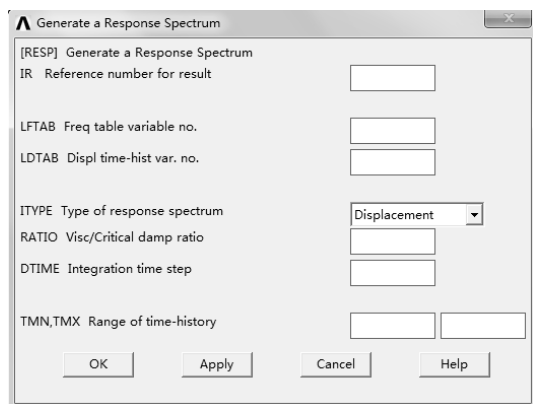 Generate a Response Spectrum
[RESP] Generate a Response Spectrum
IR Reference number for result
LFTAB Freq table variable no.
LDTAB Displ time-hist var. no.
ITYPE Type of response spectrum Displacement
RATIO Visc/Critical damp ratio
DTIME Integration time step
TMN,TMX Range of time-history
OK Apply Cancel Help